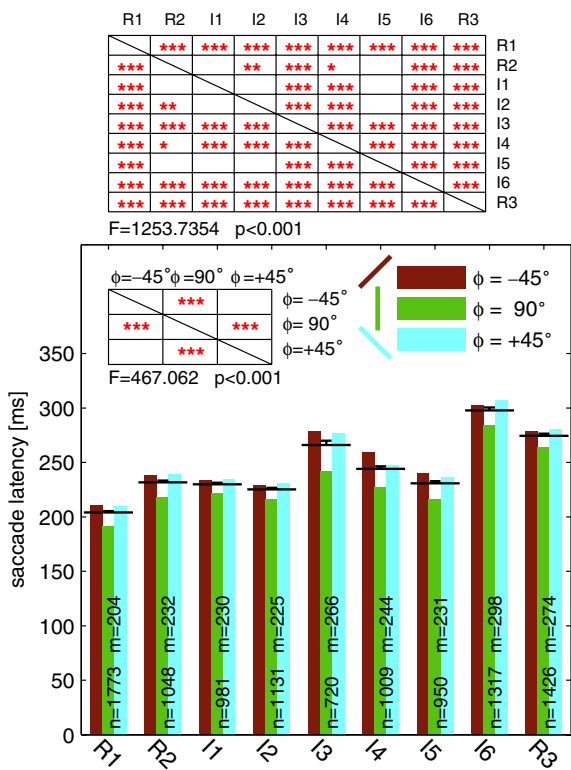 R1 R2 I1 I2 I3 I4 I5 I6 R3
*** *** *** *** *** *** *** *** R1
*** ** *** * *** *** R2
*** *** *** *** *** I1
*** ** *** *** *** *** I2
*** *** *** *** *** *** *** *** I3
*** * *** *** *** *** *** *** I4
*** *** *** *** *** I5
*** *** *** *** *** *** *** *** I6
*** *** *** *** *** *** *** *** R3
F=1253.7354 p<0.001
ϕ=−45° ϕ=90° ϕ=+45°
*** ϕ= −45°
*** *** ϕ= 90°
*** ϕ=+45°
F=467.062 p<0.001
ϕ = −45°
ϕ = 90°
ϕ = +45°
saccade latency [ms]
350
300
250
200
150
100
50
0
n=1773 m=204
n=1048 m=232
n=981 m=230
n=1131 m=225
n=720 m=266
n=1009 m=244
n=950 m=231
n=1317 m=298
n=1426 m=274
R1 R2 I1 I2 I3 I4 I5 I6 R3